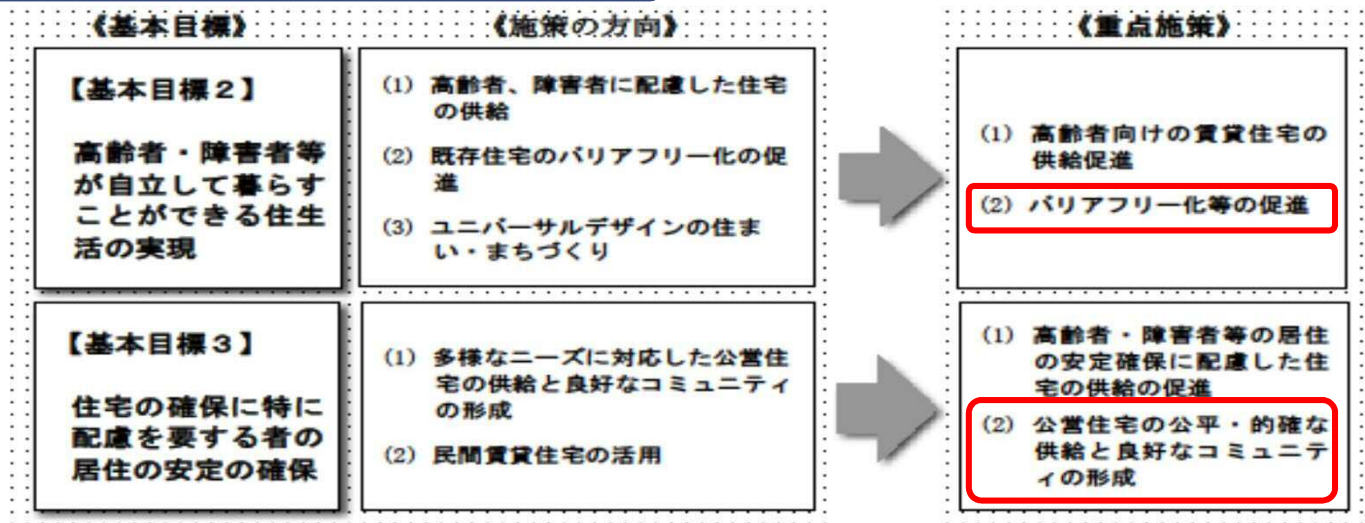 《基本目標》
《施策の方向》
《重点施策》
【基本目標２】
高齢者・障害者等
が自立して暮らす
ことができる住生
活の実現
(1) 高齢者、障害者に配慮した住宅
の供給
(2) 既存住宅のバリアフリー化の促
進
(3) ユニバーサルデザインの住ま
い・まちづくり
(1) 高齢者向けの賃貸住宅の
供給促進
(2) バリアフリー化等の促進
【基本目標３】
住宅の確保に特に
配慮を要する者の
居住の安定の確保
(1) 多様なニーズに対応した公営住
宅の供給と良好なコミュニティ
の形成
(2) 民間賃貸住宅の活用
(1) 高齢者・障害者等の居住
の安定確保に配慮した住
宅の供給の促進
(2) 公営住宅の公平・的確な
供給と良好なコミュニテ
ィの形成